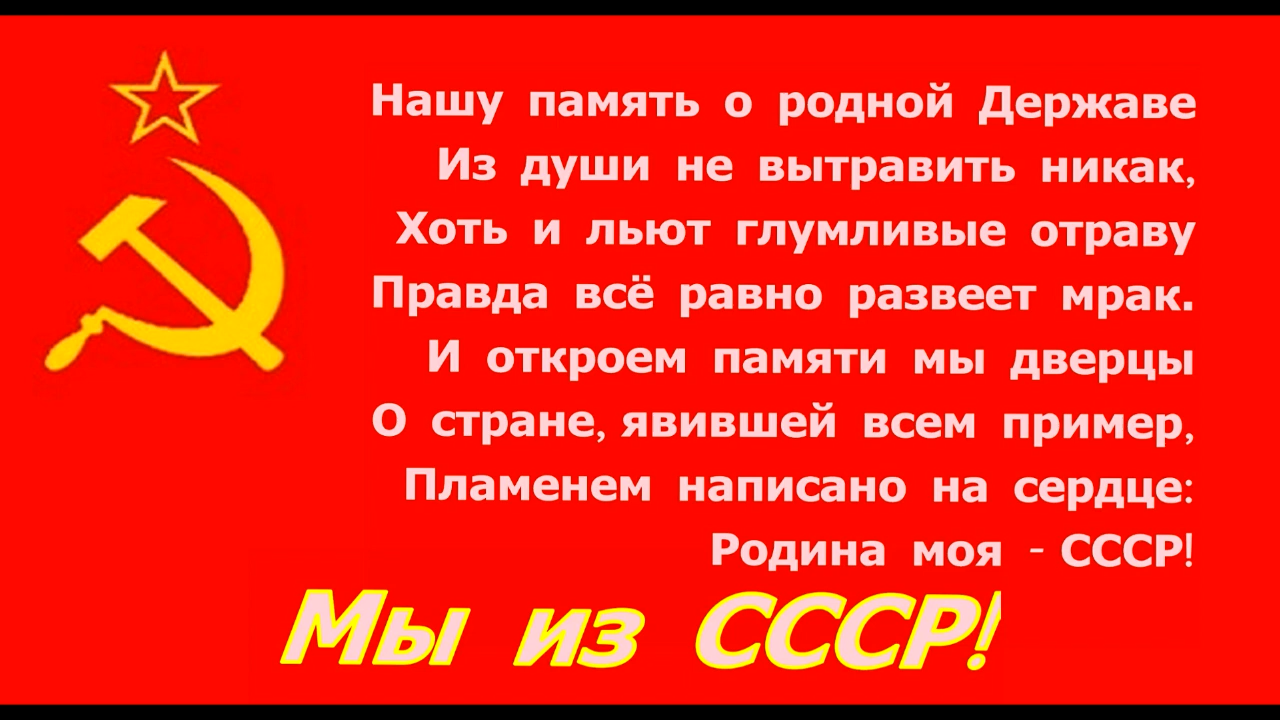 Нашу память о родной Державе
Из души не вытравить никак,
Хоть и льют глумливые отраву
Правда всё равно развеет мрак.
И откроем памяти мы дверцы
О стране, явившей всем пример,
Пламенем написано на сердце:
Родина моя - СССР!
Мы из СССР!